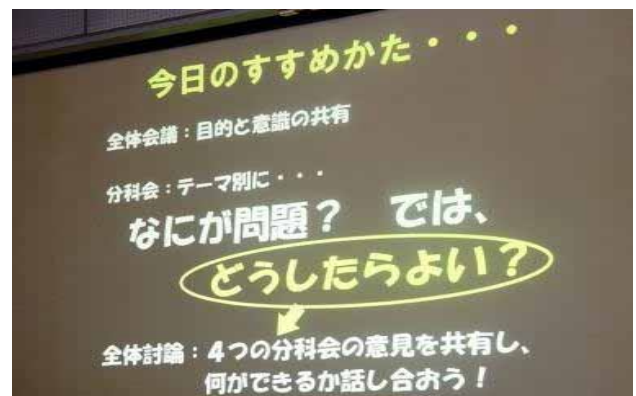 今日のすすめかた・・・
全体会議：目的と意識の共有
分科会：テーマ別に・・・
なにが問題？　では、
どうしたらよい？
全体討論：４つの分科会の意見を共有し、
何ができるか話し合おう！